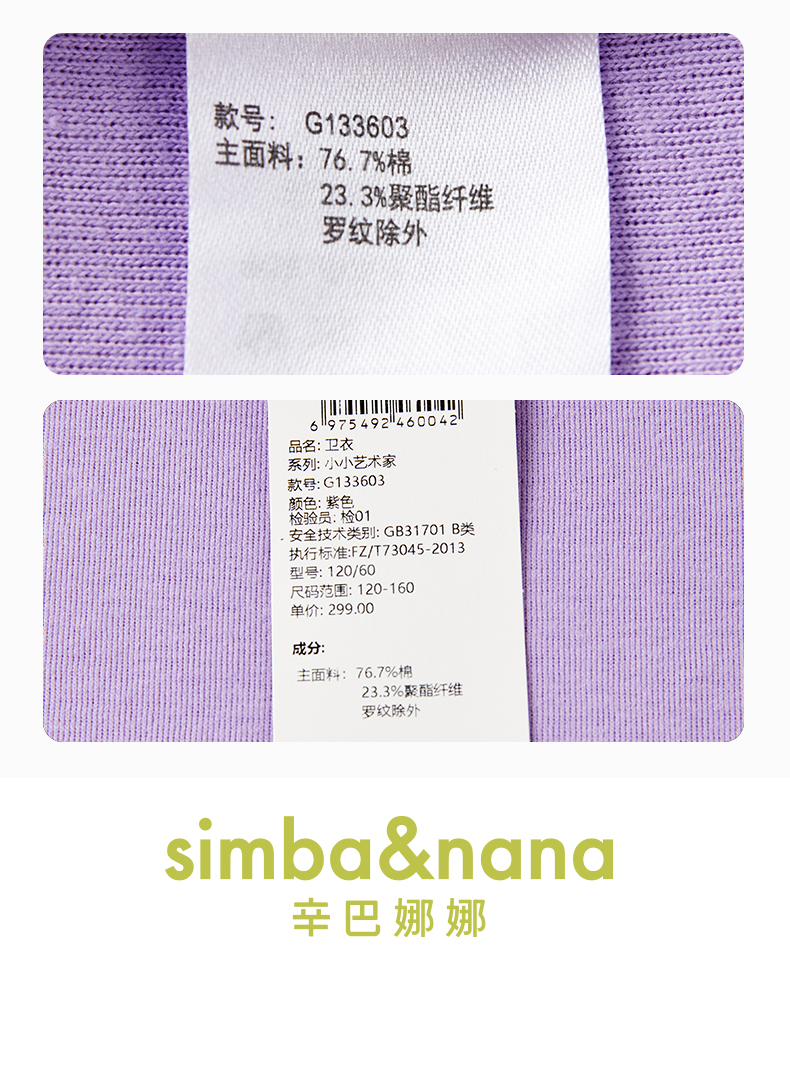 款号: G133603
主面料: 76.7%棉
23.3%聚酯纤维
罗纹除外
6 975492 460042
品名: 卫衣
系列: 小小艺术家
款号: G133603
颜色: 紫色
检验员: 检01
安全技术类别: GB31701 B类
执行标准:FZ/T73045-2013
型号: 120/60
尺码范围: 120-160
单价: 299.00
成分:
主面料: 76.7%棉
23.3%聚酯纤维
罗纹除外
simba&nana
辛巴娜娜